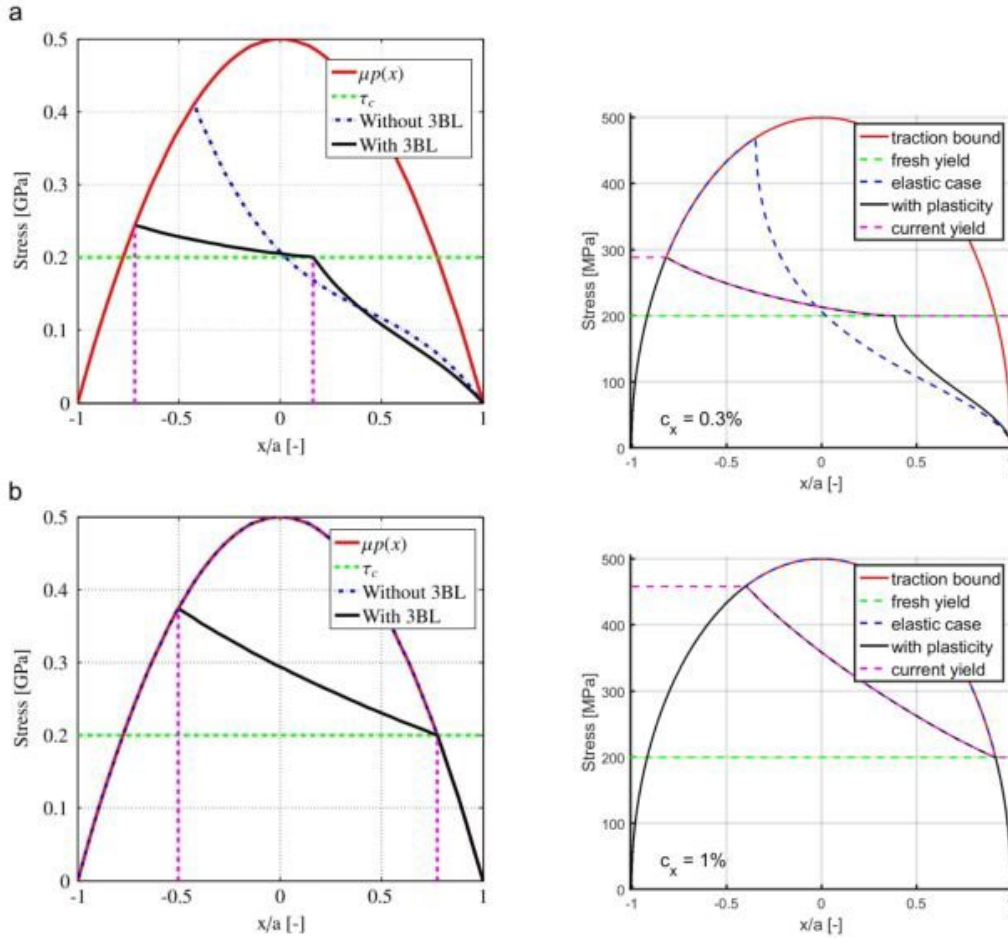 a
0.5
0.4
0.3
0.2
0.1
0
Stress [GPa]
μp(x)
τc
Without 3BL
With 3BL
-1 -0.5 0 0.5 1
x/a [-]
500
400
300
200
100
0
Stress [MPa]
traction bound
fresh yield
elastic case
with plasticity
current yield
cx = 0.3%
-1 -0.5 0 0.5 1
x/a [-]
b
0.5
0.4
0.3
0.2
0.1
0
Stress [GPa]
μp(x)
τc
Without 3BL
With 3BL
-1 -0.5 0 0.5 1
x/a [-]
500
400
300
200
100
0
Stress [MPa]
traction bound
fresh yield
elastic case
with plasticity
current yield
cx = 1%
-1 -0.5 0 0.5 1
x/a [-]